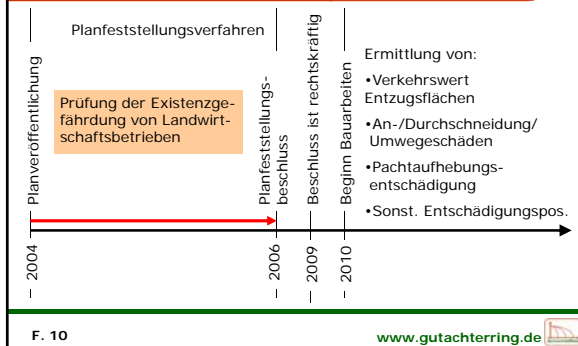 Planfeststellungsverfahren
Planveröffentlichung
Prüfung der Existenzge-
fährdung von Landwirt-
schaftsbetrieben
Planfeststellungs-
beschluss
Beschluss ist rechtskräftig
Beginn Bauarbeiten
Ermittlung von:
•Verkehrswert
Entzugsflächen
•An-/Durchschneidung/
Umwegeschäden
•Pachtaufhebungs-
entschädigung
•Sonst. Entschädigungspos.
2004
2006
2009
2010
F. 10
www.gutachterring.de